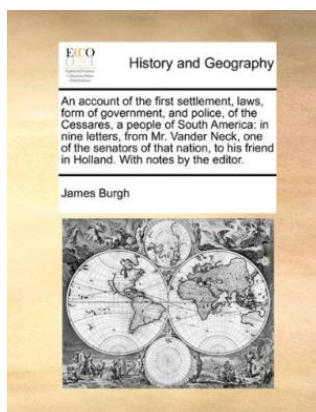 ECCO
History and Geography
An account of the first settlement, laws,
form of government, and police, of the
Cessares, a people of South America: in
nine letters, from Mr. Vander Neck, one
of the senators of that nation, to his friend
in Holland. With notes by the editor.
James Burgh